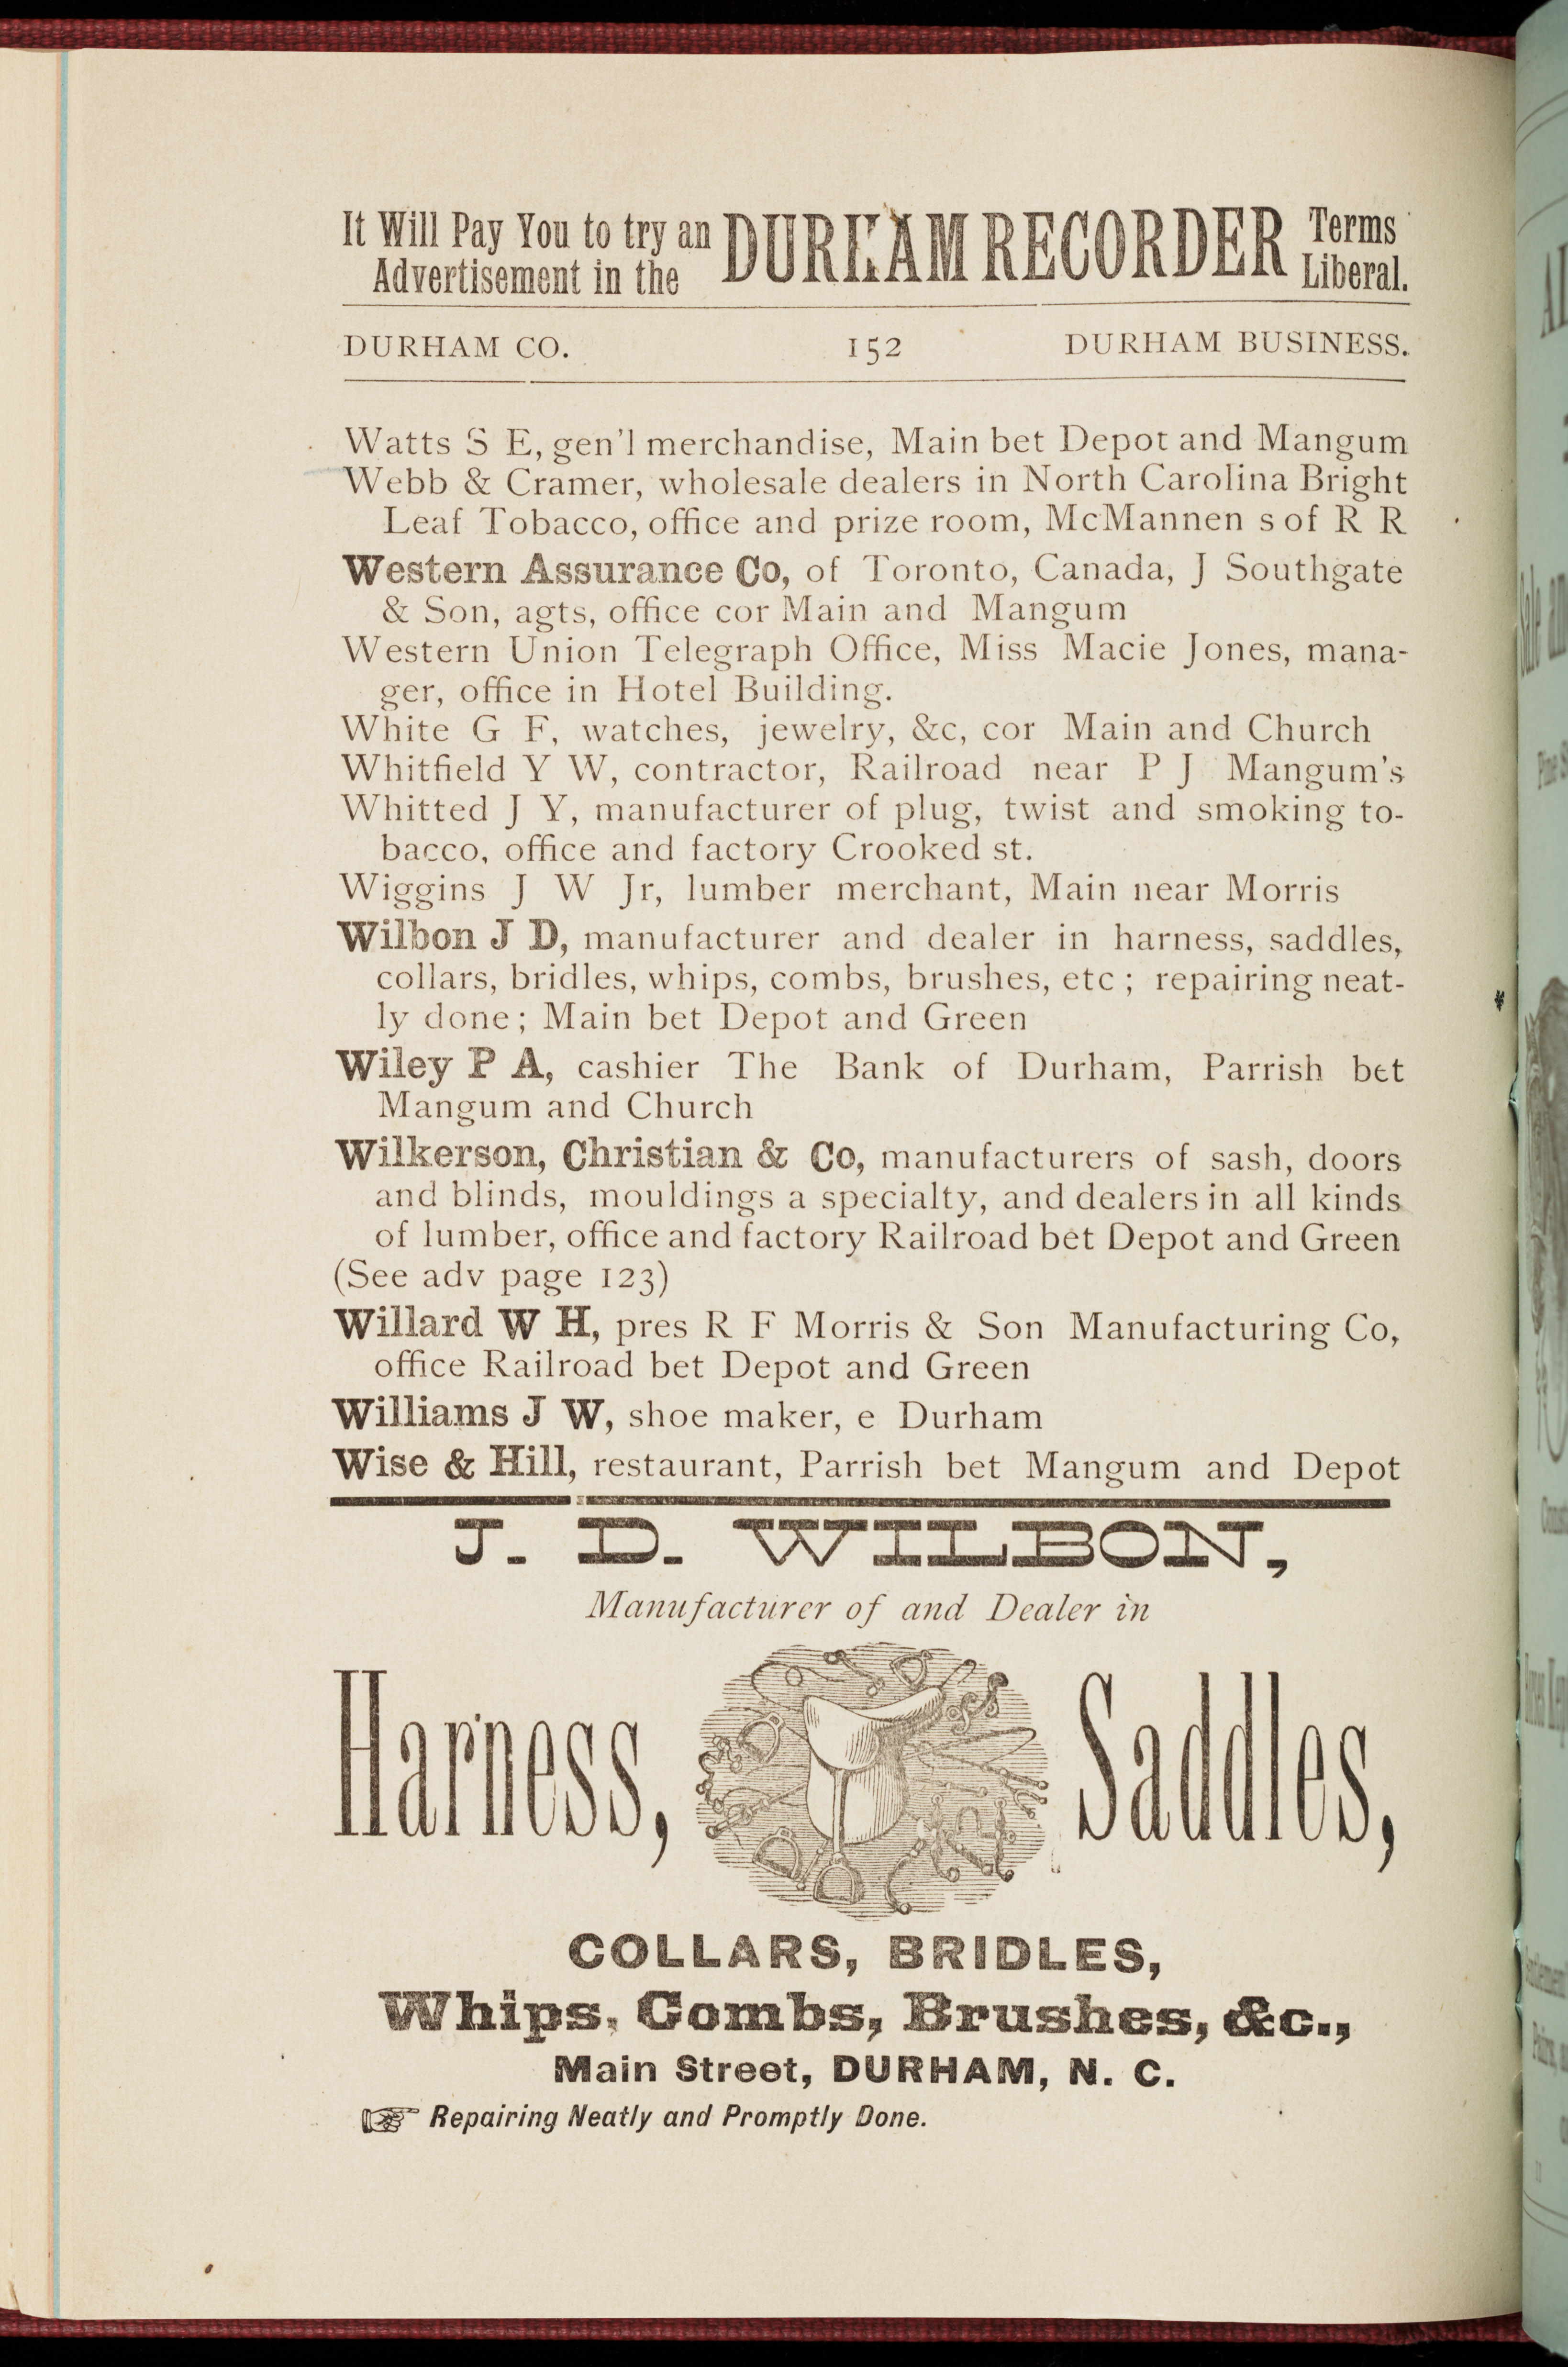 It Will Pay You to try an
Advertisement in the
DURHAM RECORDER
Terms
Liberal.
DURHAM CO. 152 DURHAM BUSINESS.
Watts S E, gen'l merchandise, Main bet Depot and Mangum
Webb & Cramer, wholesale dealers in North Carolina Bright
Leaf Tobacco, office and prize room, McMannen s of R R
Western Assurance Co, of Toronto, Canada, J Southgate
& Son, agts, office cor Main and Mangum
Western Union Telegraph Office, Miss Macie Jones, mana-
ger, office in Hotel Building.
White G F, watches, jewelry, &c, cor Main and Church
Whitfield Y W, contractor, Railroad near P J Mangum's
Whitted J Y, manufacturer of plug, twist and smoking to-
bacco, office and factory Crooked st.
Wiggins J W Jr, lumber merchant, Main near Morris
Wilbon J D, manufacturer and dealer in harness, saddles,
collars, bridles, whips, combs, brushes, etc ; repairing neat-
ly done ; Main bet Depot and Green
Wiley P A, cashier The Bank of Durham, Parrish bet
Mangum and Church
Wilkerson, Christian & Co, manufacturers of sash, doors
and blinds, mouldings a specialty, and dealers in all kinds
of lumber, office and factory Railroad bet Depot and Green
(See adv page 123)
Willard W H, pres R F Morris & Son Manufacturing Co,
office Railroad bet Depot and Green
Williams J W, shoe maker, e Durham
Wise & Hill, restaurant, Parrish bet Mangum and Depot
J. D. WILBON,
Manufacturer of and Dealer in
Harness, Saddles,
COLLARS, BRIDLES,
Whips, Combs, Brushes, &c.,
Main Street, DURHAM, N. C.
☞ Repairing Neatly and Promptly Done.